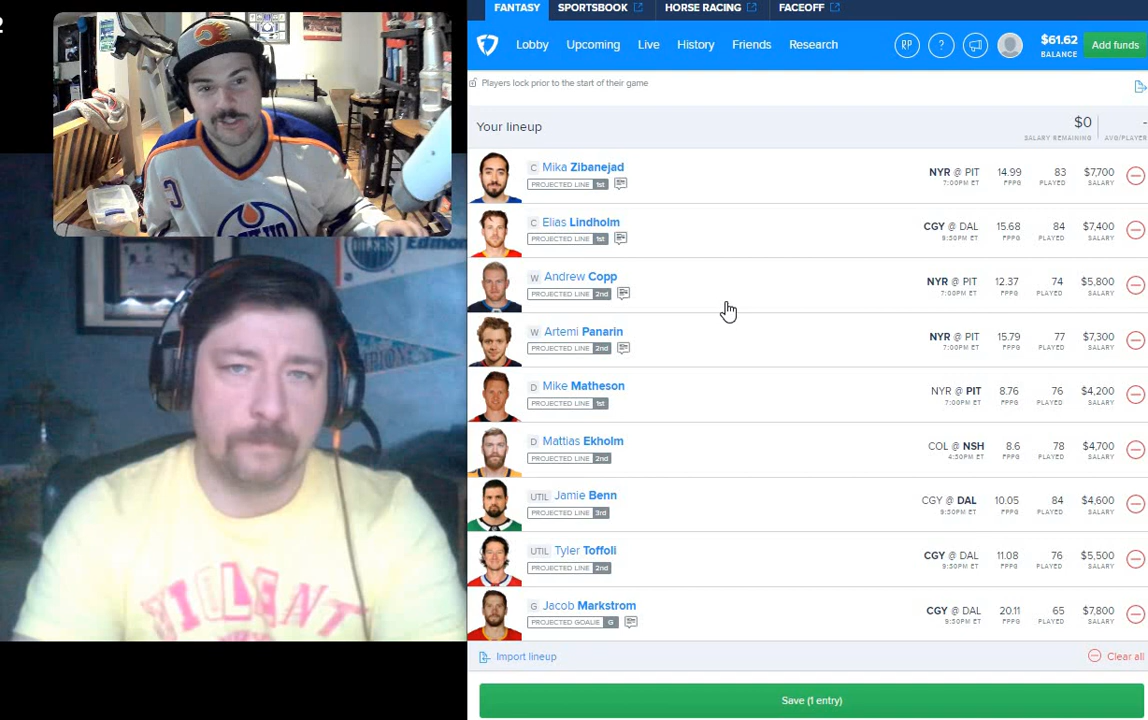 2
FANTASY SPORTSBOOK HORSE RACING FACEOFF
Lobby Upcoming Live History Friends Research RP ? $61.62 BALANCE Add funds
Players lock prior to the start of their game
Your lineup $0 SALARY REMAINING - AVG/PLAYER
C Mika Zibanejad NYR @ PIT 14.99 83 $7,700
PROJECTED LINE 1st 7:00PM ET FPPG PLAYED SALARY
C Elias Lindholm CGY @ DAL 15.68 84 $7,400
PROJECTED LINE 1st 9:30PM ET FPPG PLAYED SALARY
W Andrew Copp NYR @ PIT 12.37 74 $5,800
PROJECTED LINE 2nd 7:00PM ET FPPG PLAYED SALARY
W Artemi Panarin NYR @ PIT 15.79 77 $7,300
PROJECTED LINE 2nd 7:00PM ET FPPG PLAYED SALARY
D Mike Matheson NYR @ PIT 8.76 76 $4,200
PROJECTED LINE 1st 7:00PM ET FPPG PLAYED SALARY
D Mattias Ekholm COL @ NSH 8.6 78 $4,700
PROJECTED LINE 2nd 4:30PM ET FPPG PLAYED SALARY
UTIL Jamie Benn CGY @ DAL 10.05 84 $4,600
PROJECTED LINE 3rd 9:30PM ET FPPG PLAYED SALARY
UTIL Tyler Toffoli CGY @ DAL 11.08 76 $5,500
PROJECTED LINE 2nd 9:30PM ET FPPG PLAYED SALARY
G Jacob Markstrom CGY @ DAL 20.11 65 $7,800
PROJECTED GOALIE G 9:30PM ET FPPG PLAYED SALARY
Import lineup Clear all
Save (1 entry)
OILERS Edmon
VIOLENT